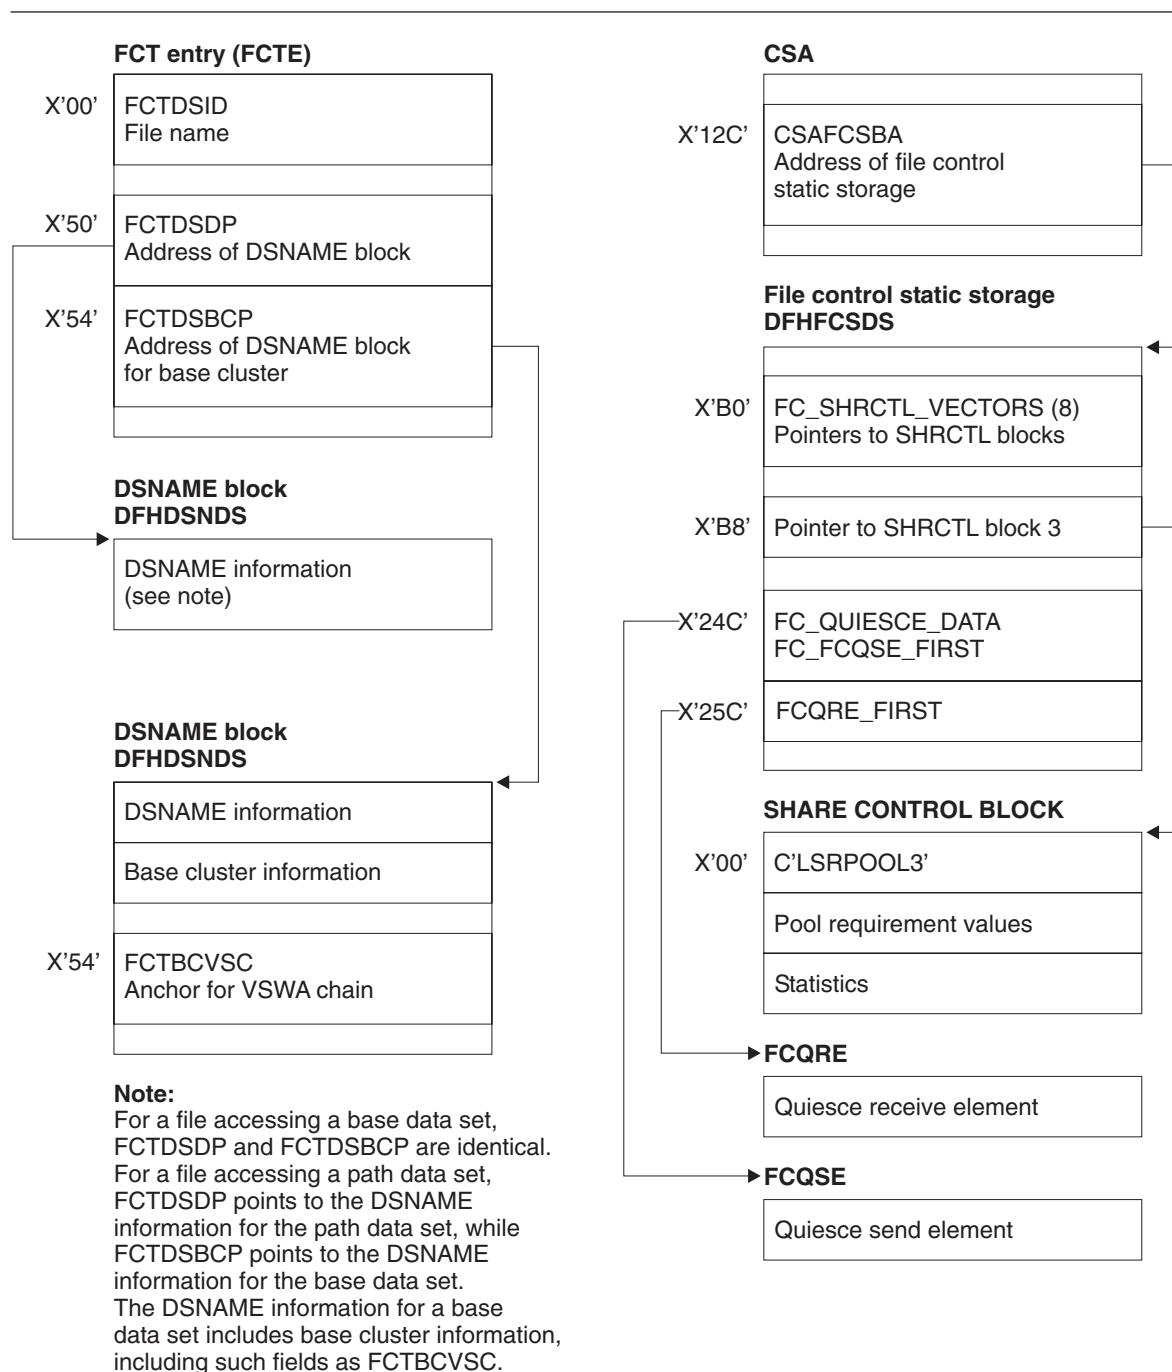 FCT entry (FCTE)
X'00'
FCTDSID
File name
X'50'
FCTDSDP
Address of DSNAME block
X'54'
FCTDSBCP
Address of DSNAME block
for base cluster
DSNAME block
DFHDSNDS
DSNAME information
(see note)
DSNAME block
DFHDSNDS
DSNAME information
Base cluster information
X'54'
FCTBCVSC
Anchor for VSWA chain
Note:
For a file accessing a base data set,
FCTDSDP and FCTDSBCP are identical.
For a file accessing a path data set,
FCTDSDP points to the DSNAME
information for the path data set, while
FCTDSBCP points to the DSNAME
information for the base data set.
The DSNAME information for a base
data set includes base cluster information,
including such fields as FCTBCVSC.
CSA
X'12C'
CSAFCSBA
Address of file control
static storage
File control static storage
DFHFCSDS
X'B0'
FC_SHRCTL_VECTORS (8)
Pointers to SHRCTL blocks
X'B8'
Pointer to SHRCTL block 3
X'24C'
FC_QUIESCE_DATA
FC_FCQSE_FIRST
X'25C'
FCQRE_FIRST
SHARE CONTROL BLOCK
X'00'
C'LSRPOOL3'
Pool requirement values
Statistics
FCQRE
Quiesce receive element
FCQSE
Quiesce send element